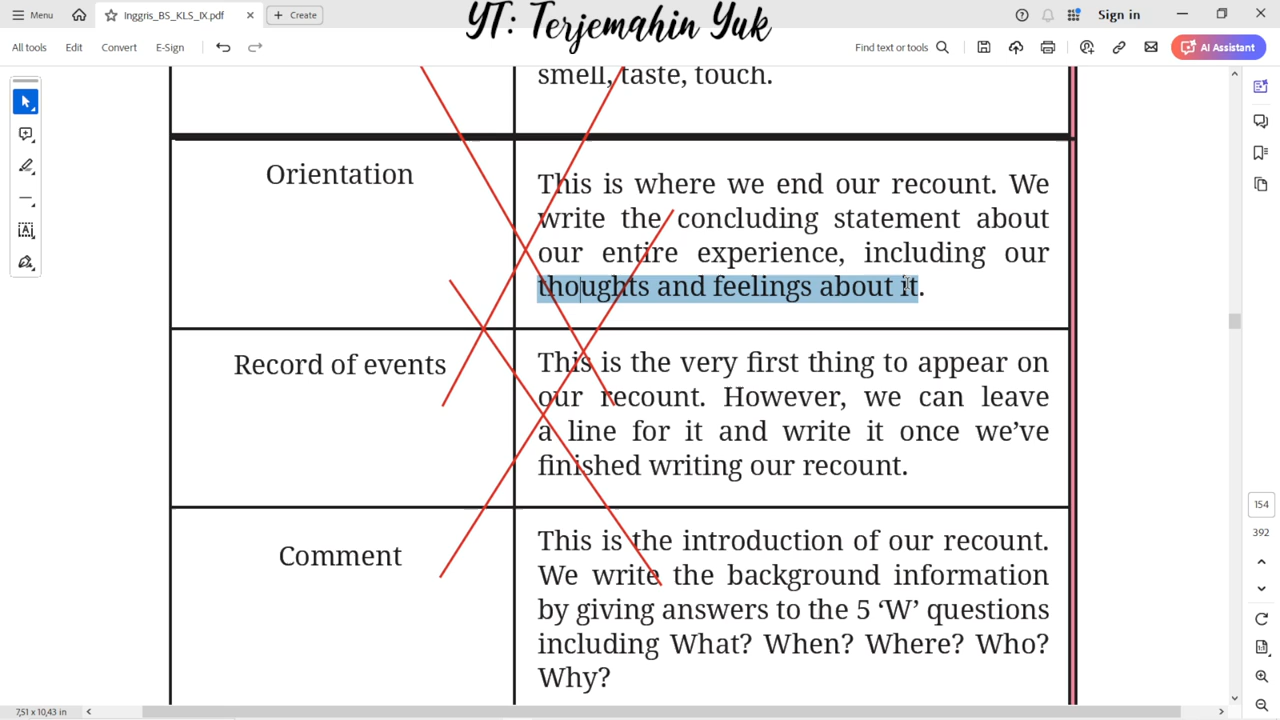 Menu
Inggris_BS_KLS_IX.pdf
Create
YT: Terjemahin Yuk
Sign in
All tools
Edit
Convert
E-Sign
Find text or tools
AI Assistant
smell, taste, touch.
Orientation
This is where we end our recount. We
write the concluding statement about
our entire experience, including our
thoughts and feelings about it.
Record of events
This is the very first thing to appear on
our recount. However, we can leave
a line for it and write it once we’ve
finished writing our recount.
Comment
This is the introduction of our recount.
We write the background information
by giving answers to the 5 ‘W’ questions
including What? When? Where? Who?
Why?
154
392
7,51 x 10,43 in